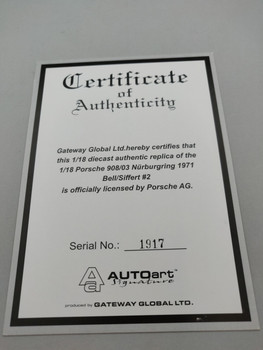 Certificate
of
Authenticity
Gateway Global Ltd.hereby certifies that
this 1/18 diecast authentic replica of the
1/18 Porsche 908/03 Nürburgring 1971
Bell/Siffert #2
is officially licensed by Porsche AG.
Serial No.: 1917
Aa AUTOart™
Signature
produced by GATEWAY GLOBAL LTD.